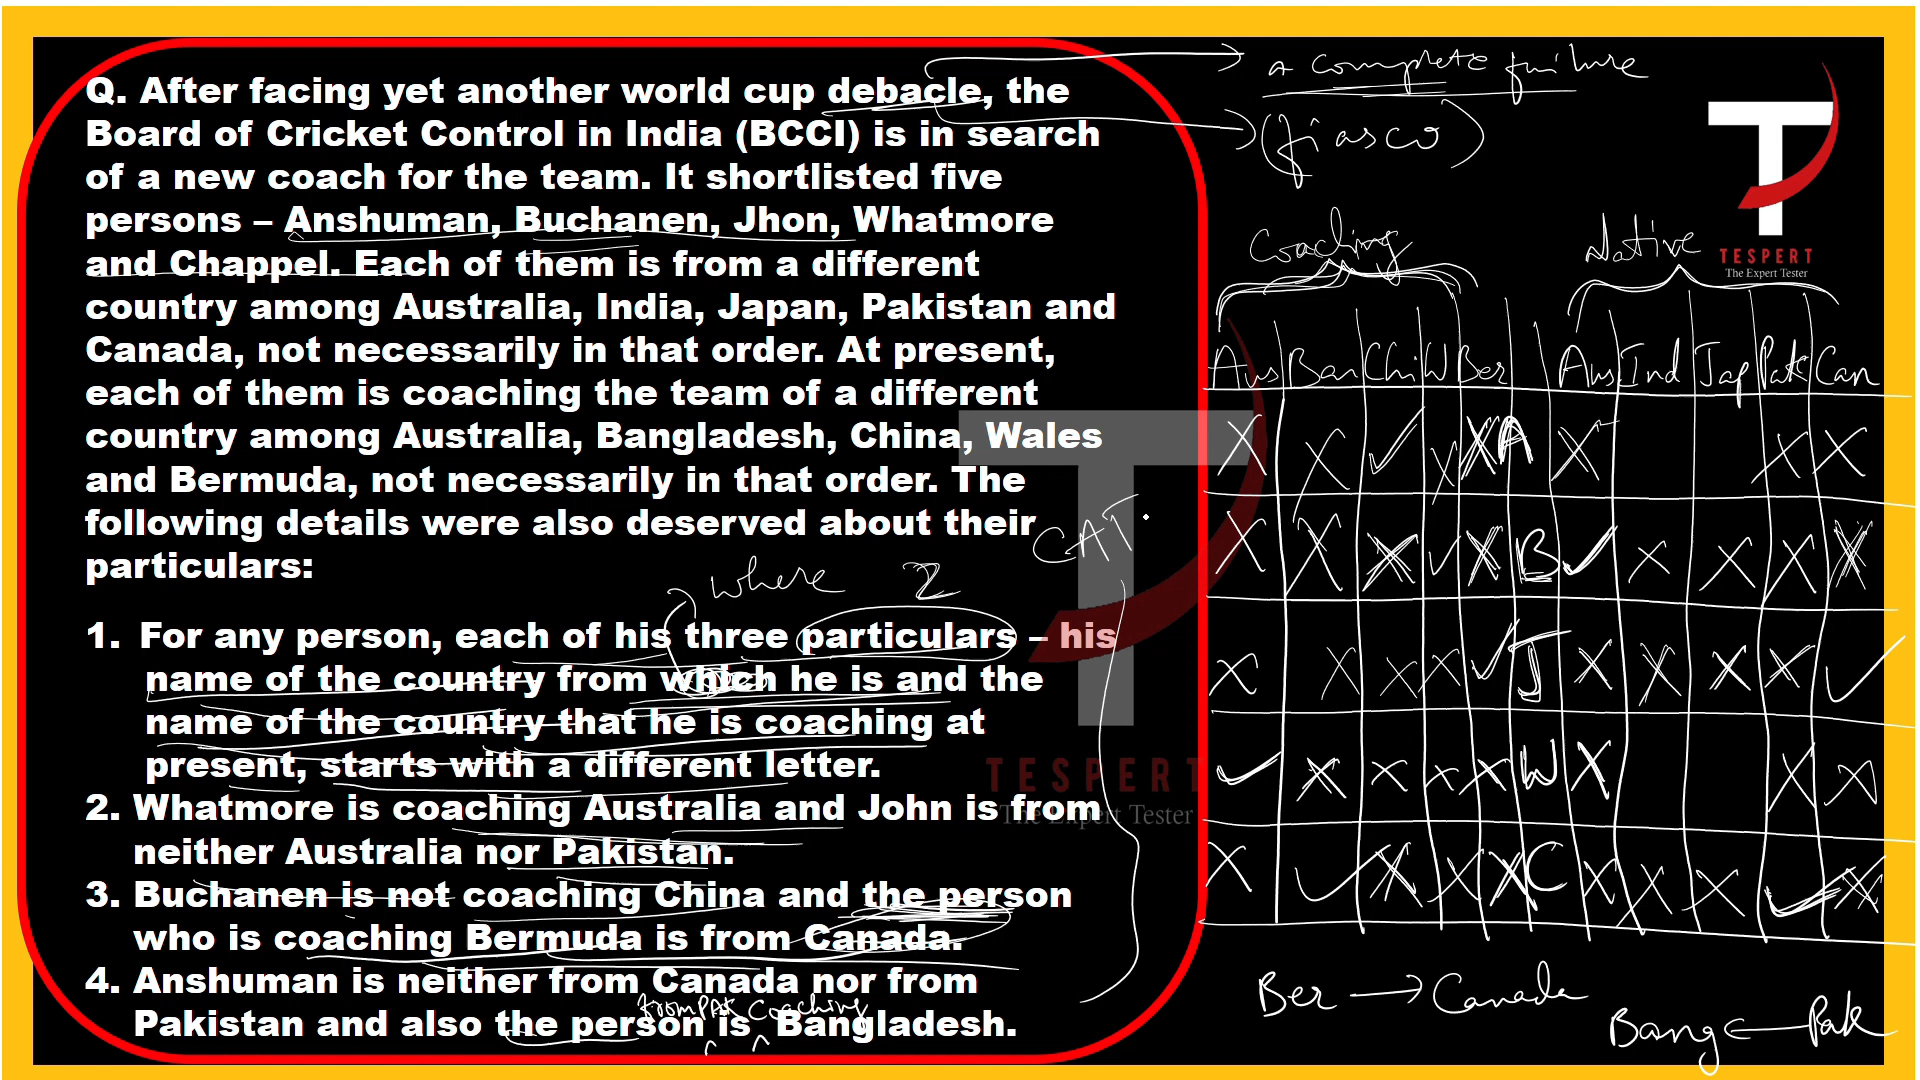 Q. After facing yet another world cup debacle, the
Board of Cricket Control in India (BCCI) is in search
of a new coach for the team. It shortlisted five
persons – Anshuman, Buchanen, Jhon, Whatmore
and Chappel. Each of them is from a different
country among Australia, India, Japan, Pakistan and
Canada, not necessarily in that order. At present,
each of them is coaching the team of a different
country among Australia, Bangladesh, China, Wales
and Bermuda, not necessarily in that order. The
following details were also deserved about their
particulars:
where 2
CAT
1. For any person, each of his three particulars – his
name of the country from which he is and the
name of the country that he is coaching at
present, starts with a different letter.
2. Whatmore is coaching Australia and John is from
neither Australia nor Pakistan.
3. Buchanen is not coaching China and the person
who is coaching Bermuda is from Canada.
4. Anshuman is neither from Canada nor from
from Pak coaching
Pakistan and also the person is Bangladesh.
a complete failure
(fiasco)
TESPERT
The Expert Tester
Coaching Native
Aus Ban Chi W Ber Aus Ind Jap Pak Can
A
B
J
W
C
TESPERT
The Expert Tester
Ber → Canada
Bang ← Pak